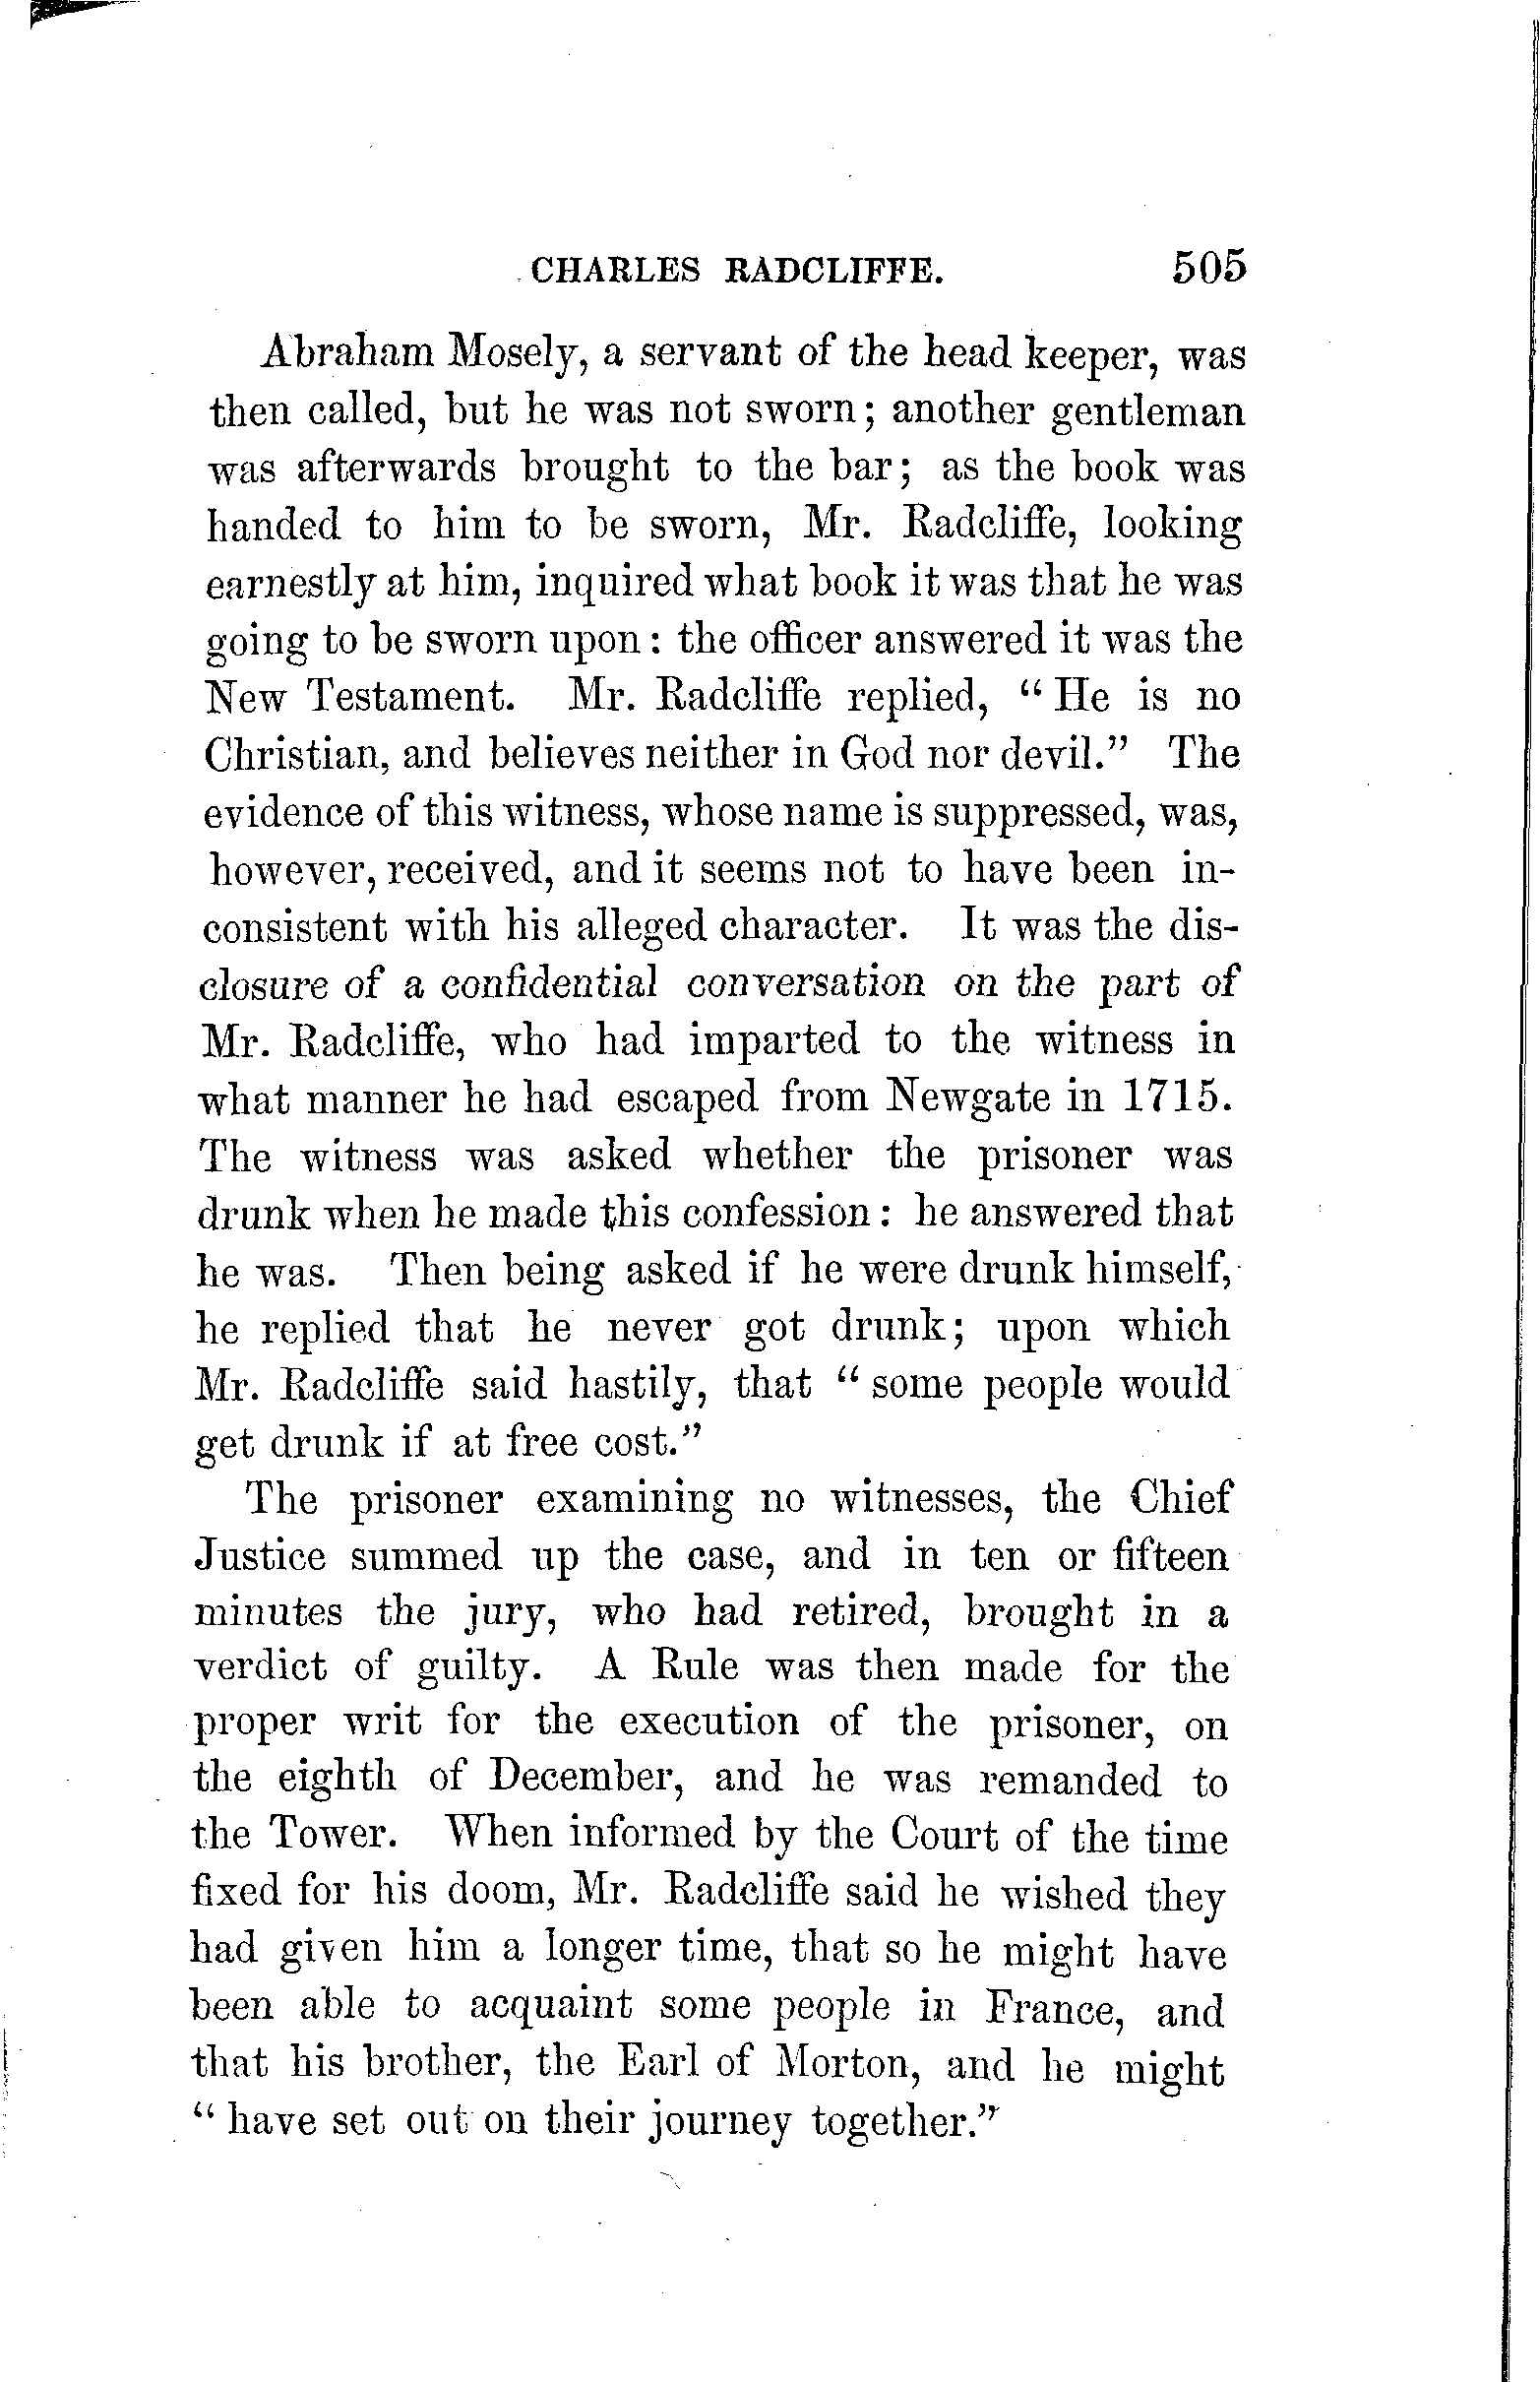 CHARLES RADCLIFFE. 505
Abraham Mosely, a servant of the head keeper, was
then called, but he was not sworn; another gentleman
was afterwards brought to the bar; as the book was
handed to him to be sworn, Mr. Radcliffe, looking
earnestly at him, inquired what book it was that he was
going to be sworn upon: the officer answered it was the
New Testament. Mr. Radcliffe replied, “He is no
Christian, and believes neither in God nor devil.” The
evidence of this witness, whose name is suppressed, was,
however, received, and it seems not to have been in-
consistent with his alleged character. It was the dis-
closure of a confidential conversation on the part of
Mr. Radcliffe, who had imparted to the witness in
what manner he had escaped from Newgate in 1715.
The witness was asked whether the prisoner was
drunk when he made this confession: he answered that
he was. Then being asked if he were drunk himself,
he replied that he never got drunk; upon which
Mr. Radcliffe said hastily, that “some people would
get drunk if at free cost.”
The prisoner examining no witnesses, the Chief
Justice summed up the case, and in ten or fifteen
minutes the jury, who had retired, brought in a
verdict of guilty. A Rule was then made for the
proper writ for the execution of the prisoner, on
the eighth of December, and he was remanded to
the Tower. When informed by the Court of the time
fixed for his doom, Mr. Radcliffe said he wished they
had given him a longer time, that so he might have
been able to acquaint some people in France, and
that his brother, the Earl of Morton, and he might
“have set out on their journey together.”